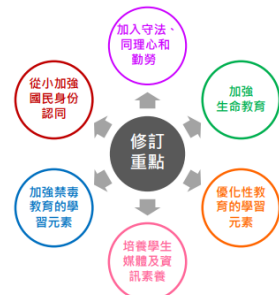 加入守法、
同理心和
勤勞
從小加強
國民身份
認同
加強
生命教育
修訂
重點
加強禁毒
教育的學
習元素
優化性教
育的學習
元素
培養學生
媒體及資
訊素養